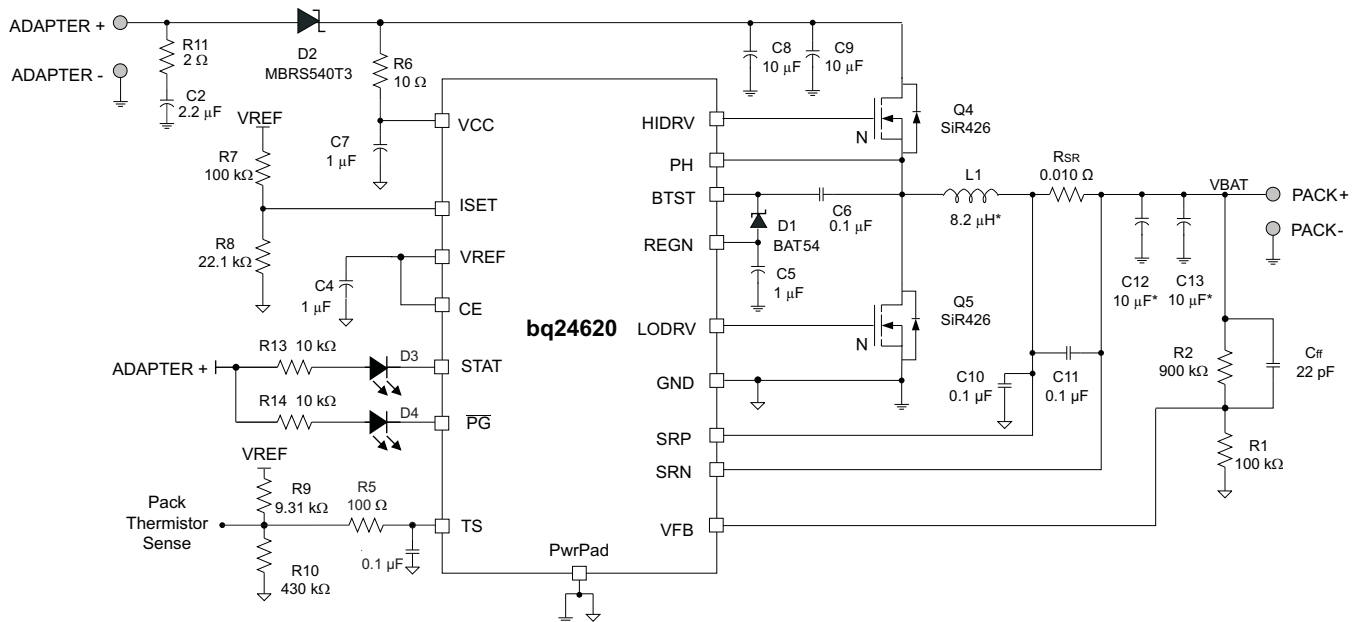 ADAPTER +
R11
2 Ω
D2
MBRS540T3
R6
10 Ω
C8
10 µF
C9
10 µF
ADAPTER -
C2
2.2 µF
VREF
R7
100 kΩ
C7
1 µF
VCC
HIDRV
N
Q4
SiR426
PH
ISET
BTST
C6
0.1 µF
L1
8.2 µH*
RSR
0.010 Ω
VBAT
PACK+
PACK-
R8
22.1 kΩ
D1
BAT54
REGN
C5
1 µF
VREF
C4
1 µF
CE
C12
10 µF*
C13
10 µF*
bq24620
LODRV
N
Q5
SiR426
ADAPTER +
R13 10 kΩ
D3
STAT
R14 10 kΩ
D4
PG
GND
C10
0.1 µF
C11
0.1 µF
R2
900 kΩ
Cff
22 pF
SRP
SRN
R1
100 kΩ
VREF
R9
9.31 kΩ
R5
100 Ω
Pack
Thermistor
Sense
TS
0.1 µF
R10
430 kΩ
VFB
PwrPad